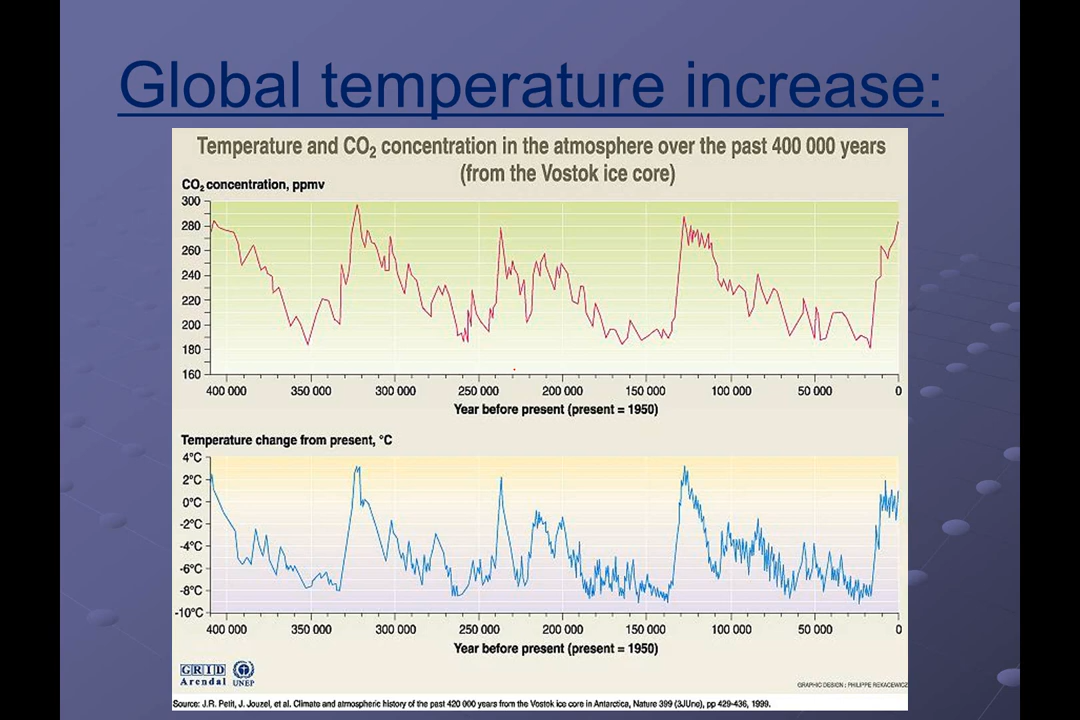 Global temperature increase:
Temperature and CO₂ concentration in the atmosphere over the past 400 000 years
(from the Vostok ice core)
CO₂ concentration, ppmv
300
280
260
240
220
200
180
160
400 000 350 000 300 000 250 000 200 000 150 000 100 000 50 000 0
Year before present (present = 1950)
Temperature change from present, °C
4°C
2°C
0°C
-2°C
-4°C
-6°C
-8°C
-10°C
400 000 350 000 300 000 250 000 200 000 150 000 100 000 50 000 0
Year before present (present = 1950)
GRID
Arendal UNEP
GRAPHIC DESIGN : PHILIPPE REKACEWICZ
Source: J.R. Petit, J. Jouzel, et al. Climate and atmospheric history of the past 420 000 years from the Vostok ice core in Antarctica, Nature 399 (3JUne), pp 429-436, 1999.